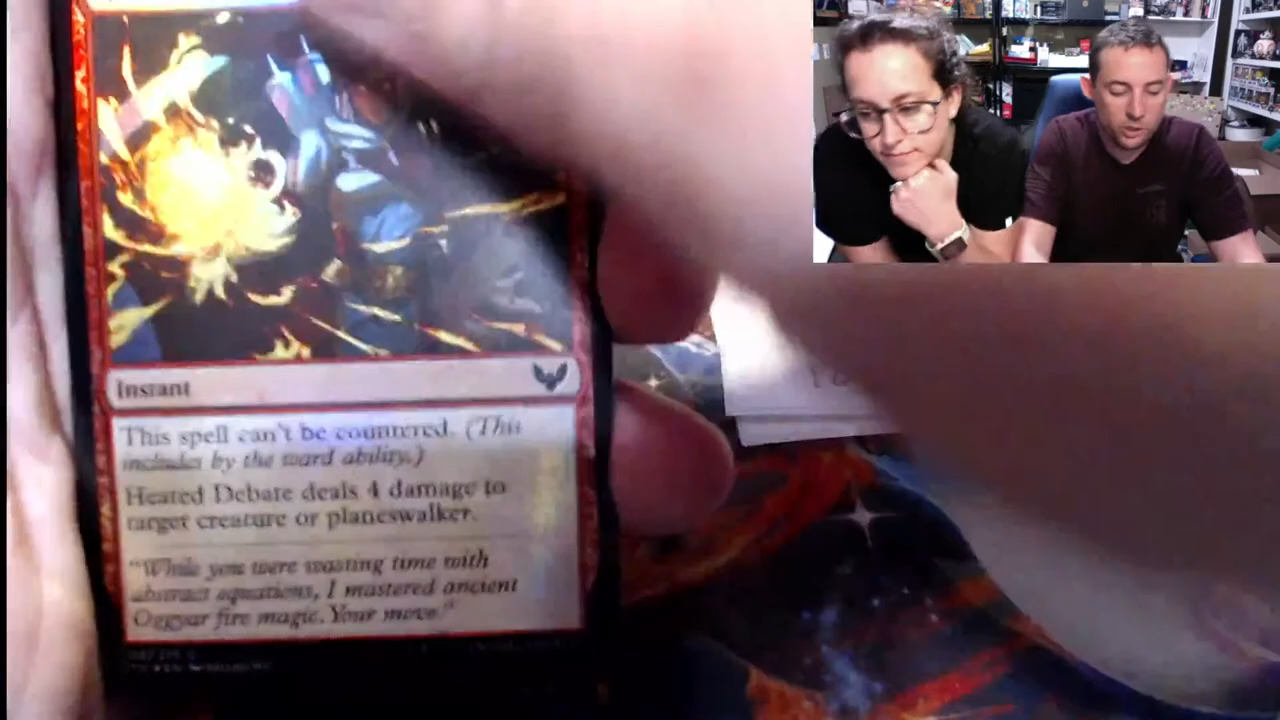 Instant
This spell can't be countered. (This
includes by the ward ability.)
Heated Debate deals 4 damage to
target creature or planeswalker.
"While you were wasting time with
abstract equations, I mastered ancient
Oggyar fire magic. Your move."